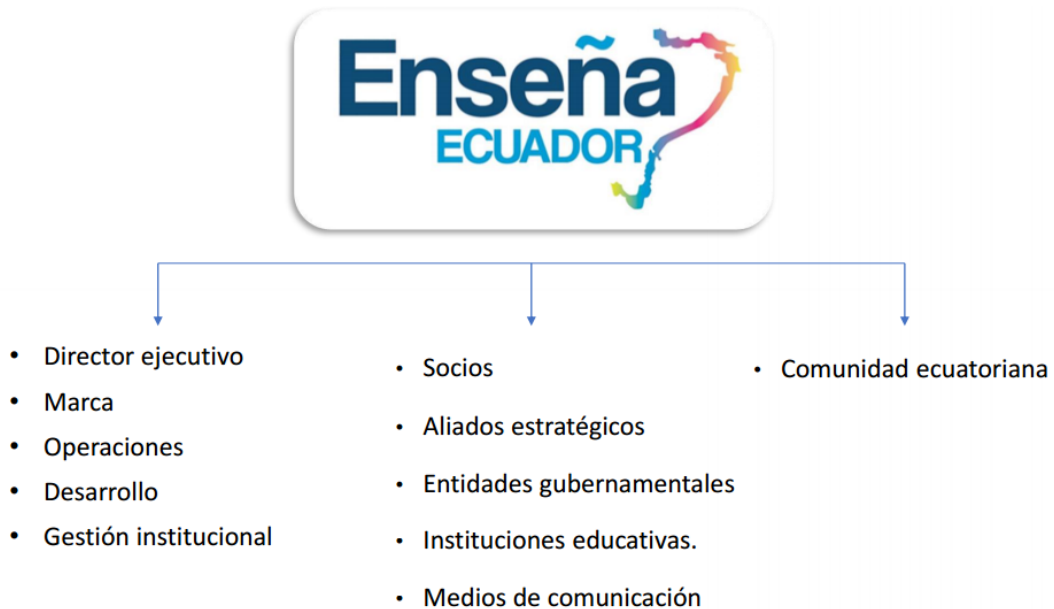 Enseña
ECUADOR
• Director ejecutivo
• Marca
• Operaciones
• Desarrollo
• Gestión institucional
• Socios
• Aliados estratégicos
• Entidades gubernamentales
• Instituciones educativas.
• Medios de comunicación
• Comunidad ecuatoriana